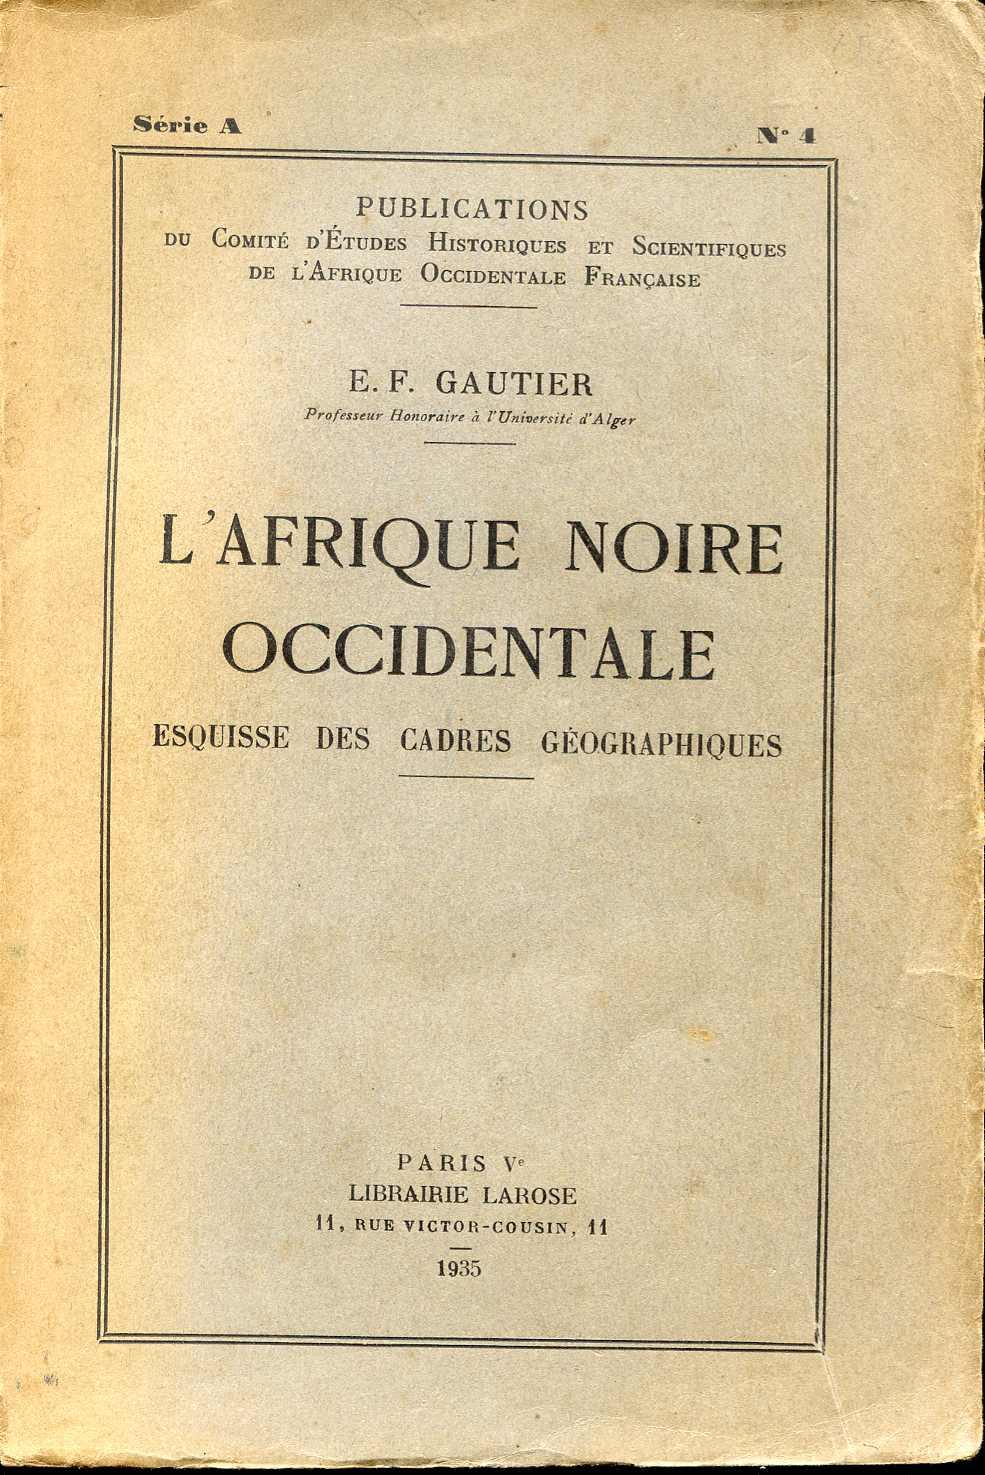 Série A
N° 4
PUBLICATIONS
DU COMITÉ D'ÉTUDES HISTORIQUES ET SCIENTIFIQUES
DE L'AFRIQUE OCCIDENTALE FRANÇAISE
E. F. GAUTIER
Professeur Honoraire à l'Université d'Alger
L'AFRIQUE NOIRE
OCCIDENTALE
ESQUISSE DES CADRES GÉOGRAPHIQUES
PARIS Ve
LIBRAIRIE LAROSE
11, RUE VICTOR-COUSIN, 11
1935